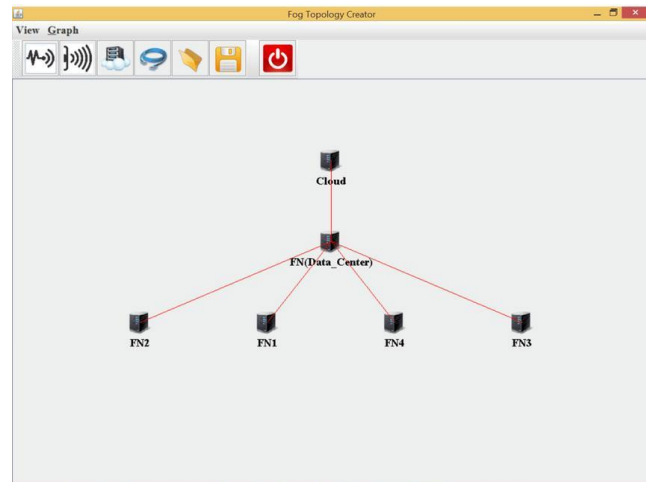 Fog Topology Creator
View Graph
Cloud
FN(Data_Center)
FN2 FN1 FN4 FN3